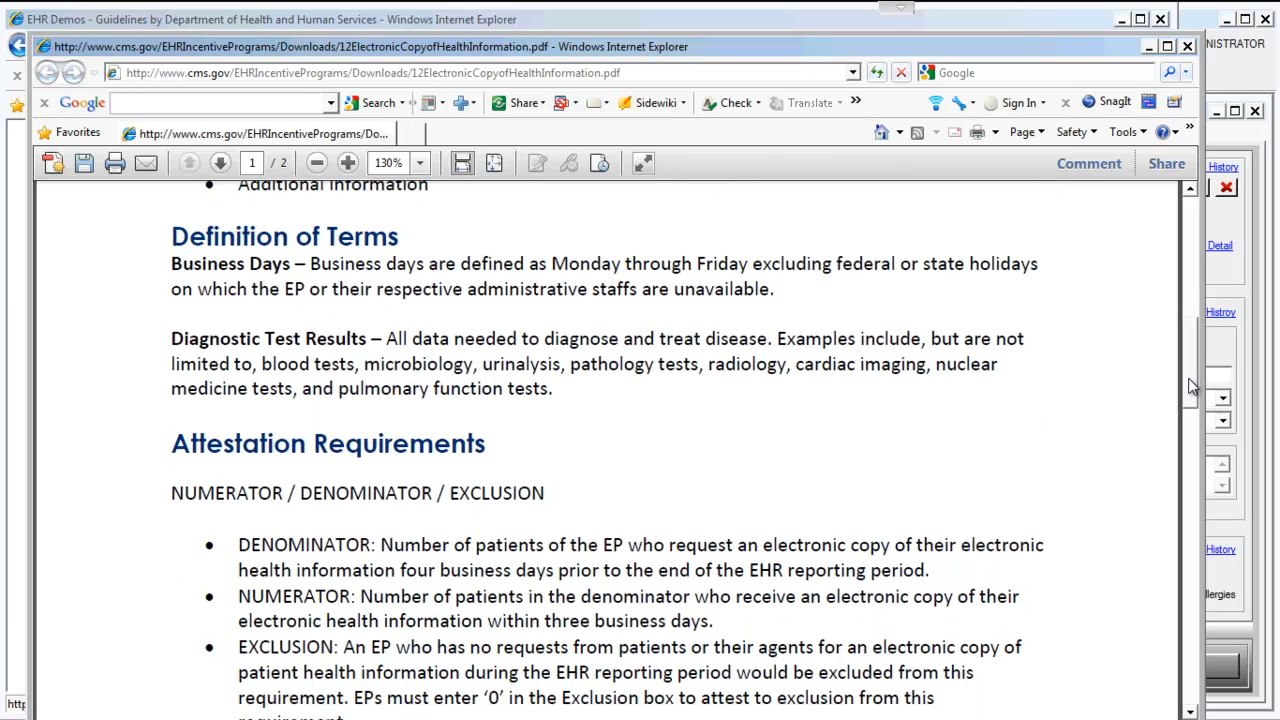 EHR Demos - Guidelines by Department of Health and Human Services - Windows Internet Explorer
http://www.cms.gov/EHRIncentivePrograms/Downloads/12ElectronicCopyofHealthInformation.pdf - Windows Internet Explorer
NISTRATOR
http://www.cms.gov/EHRIncentivePrograms/Downloads/12ElectronicCopyofHealthInformation.pdf
Google
Google Search Share Sidewiki Check Translate Sign In SnagIt
Favorites http://www.cms.gov/EHRIncentivePrograms/Do... Page Safety Tools
1 / 2 130% Comment Share
History
Additional Information
Definition of Terms
Detail
Business Days – Business days are defined as Monday through Friday excluding federal or state holidays
on which the EP or their respective administrative staffs are unavailable.
Histroy
Diagnostic Test Results – All data needed to diagnose and treat disease. Examples include, but are not
limited to, blood tests, microbiology, urinalysis, pathology tests, radiology, cardiac imaging, nuclear
medicine tests, and pulmonary function tests.
Attestation Requirements
NUMERATOR / DENOMINATOR / EXCLUSION
• DENOMINATOR: Number of patients of the EP who request an electronic copy of their electronic
History
health information four business days prior to the end of the EHR reporting period.
• NUMERATOR: Number of patients in the denominator who receive an electronic copy of their
llergies
electronic health information within three business days.
• EXCLUSION: An EP who has no requests from patients or their agents for an electronic copy of
patient health information during the EHR reporting period would be excluded from this
requirement. EPs must enter ‘0’ in the Exclusion box to attest to exclusion from this
http
requirement.